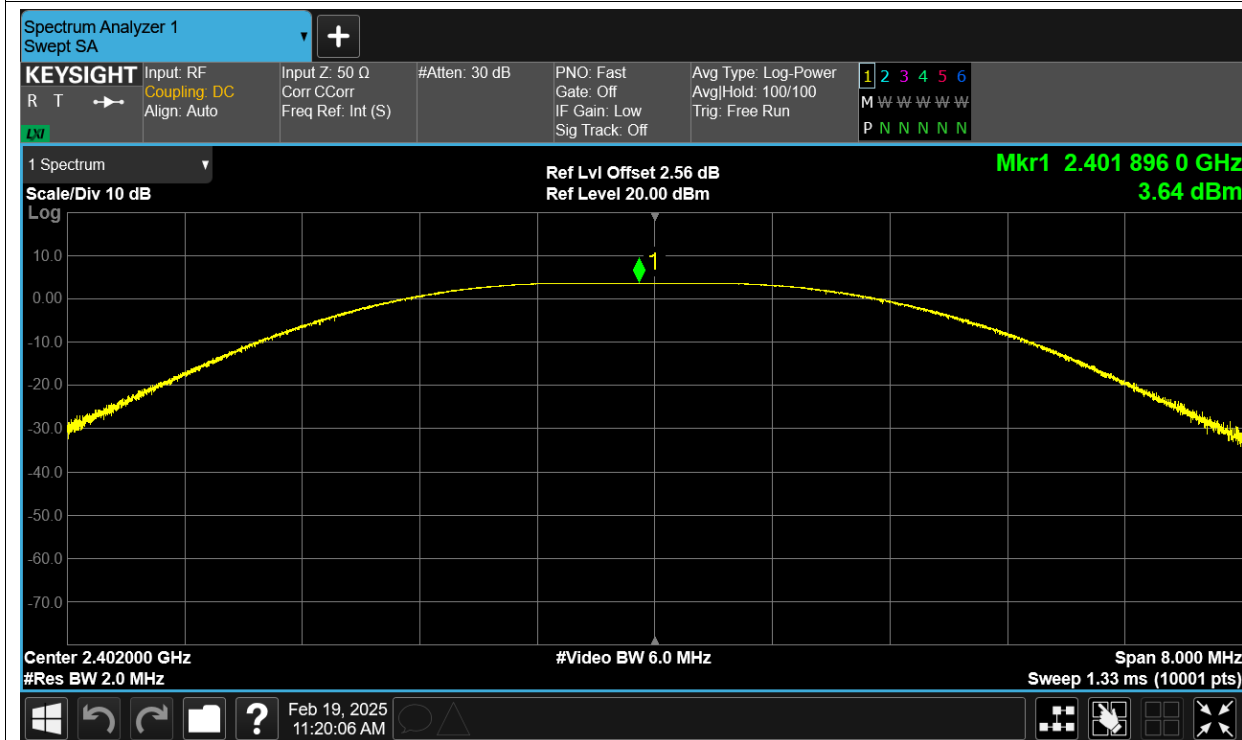 Spectrum Analyzer 1
Swept SA
KEYSIGHT
R T
LXI
Input: RF
Coupling: DC
Align: Auto
Input Z: 50 Ω
Corr CCorr
Freq Ref: Int (S)
#Atten: 30 dB
PNO: Fast
Gate: Off
IF Gain: Low
Sig Track: Off
Avg Type: Log-Power
Avg|Hold: 100/100
Trig: Free Run
1 2 3 4 5 6
M W W W W W
P N N N N N
1 Spectrum
Scale/Div 10 dB
Log
Ref Lvl Offset 2.56 dB
Ref Level 20.00 dBm
Mkr1 2.401 896 0 GHz
3.64 dBm
10.0
0.00
-10.0
-20.0
-30.0
-40.0
-50.0
-60.0
-70.0
1
Center 2.402000 GHz
#Res BW 2.0 MHz
#Video BW 6.0 MHz
Span 8.000 MHz
Sweep 1.33 ms (10001 pts)
?
Feb 19, 2025
11:20:06 AM